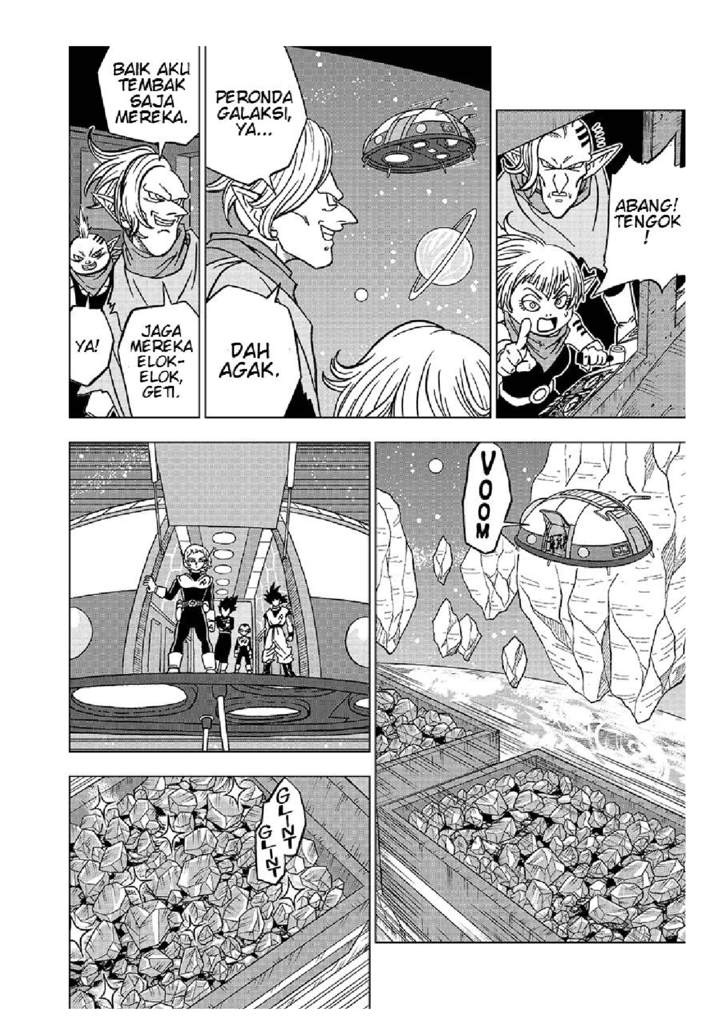 ABANG!
TENGOK
!
PERONDA
GALAKSI,
YA...
DAH
AGAK.
BAIK AKU
TEMBAK
SAJA
MEREKA.
JAGA
MEREKA
ELOK-
ELOK,
GETI.
YA!
VOOM
GLINT
GLINT